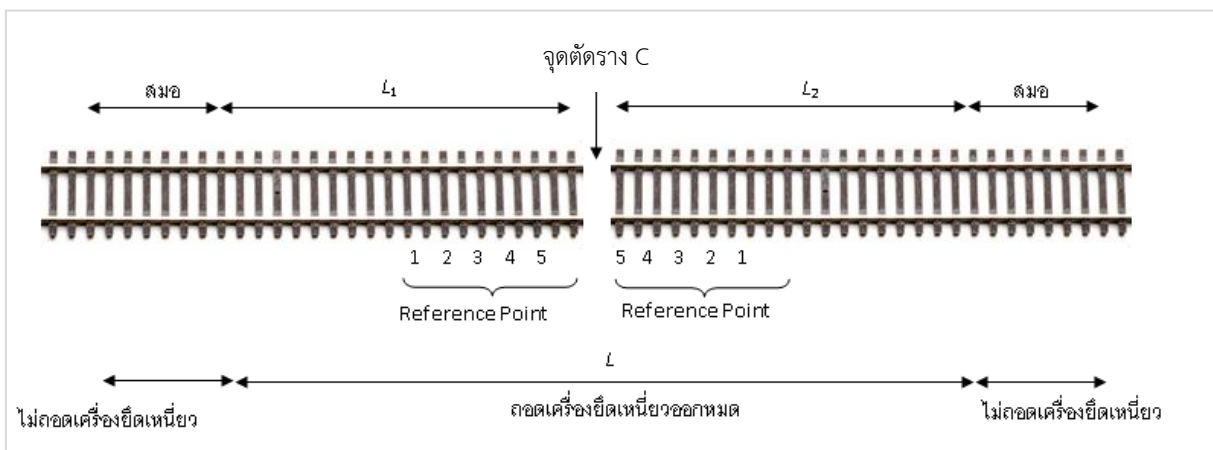 จุดตัดราง C
สมอ L₁ L₂ สมอ
1 2 3 4 5 5 4 3 2 1
Reference Point Reference Point
L
ไม่ถอดเครื่องยึดเหนี่ยว ถอดเครื่องยึดเหนี่ยวออกหมด ไม่ถอดเครื่องยึดเหนี่ยว